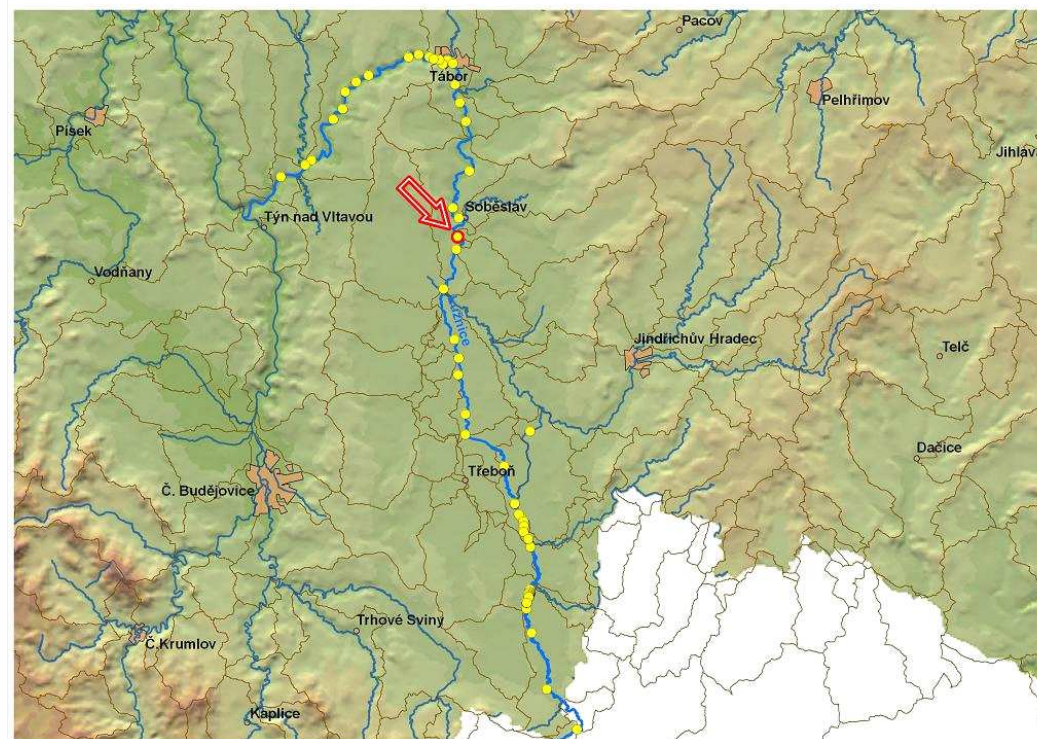 Pacov
Tábor
Pelhřimov
Písek
Jihlava
Soběslav
Týn nad Vltavou
Vodňany
Jindřichův Hradec
Telč
Dačice
Třeboň
Č. Budějovice
Trhové Sviny
Č.Krumlov
Kaplice